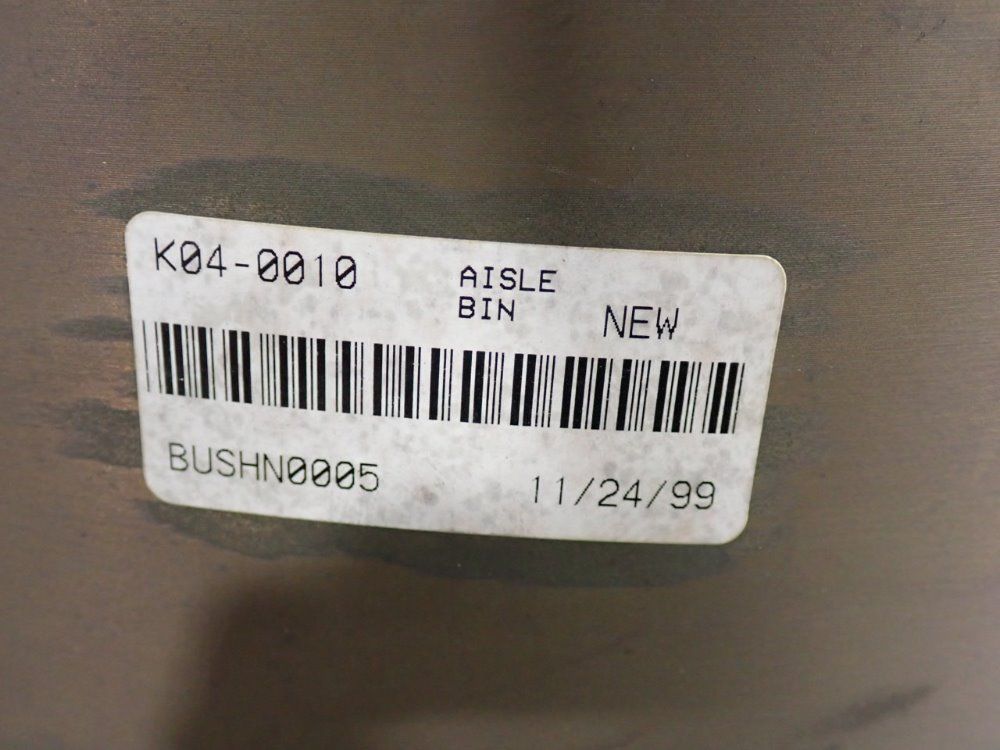 K04-0010 AISLE NEW
BIN
BUSHN0005 11/24/99